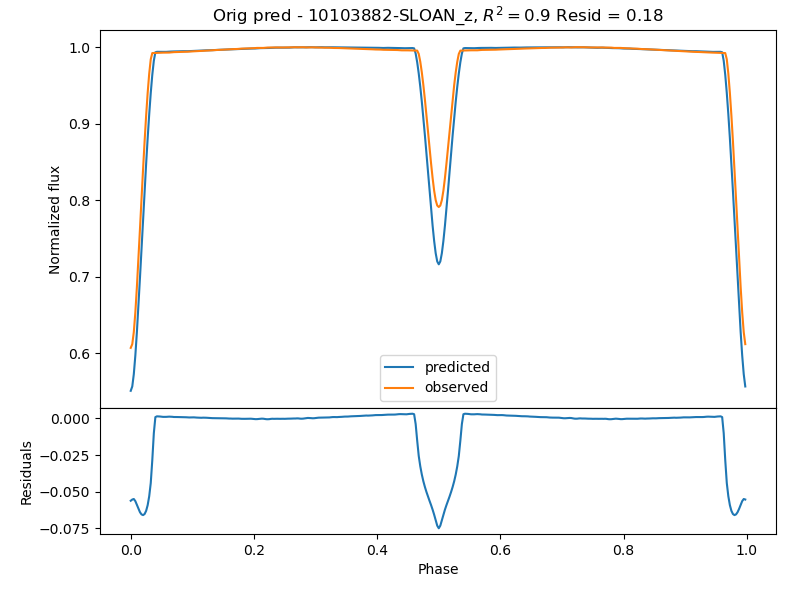 Orig pred - 10103882-SLOAN_z, R² = 0.9 Resid = 0.18
1.0
0.9
0.8
0.7
0.6
Normalized flux
predicted
observed
0.000
−0.025
−0.050
−0.075
Residuals
0.0 0.2 0.4 0.6 0.8 1.0
Phase